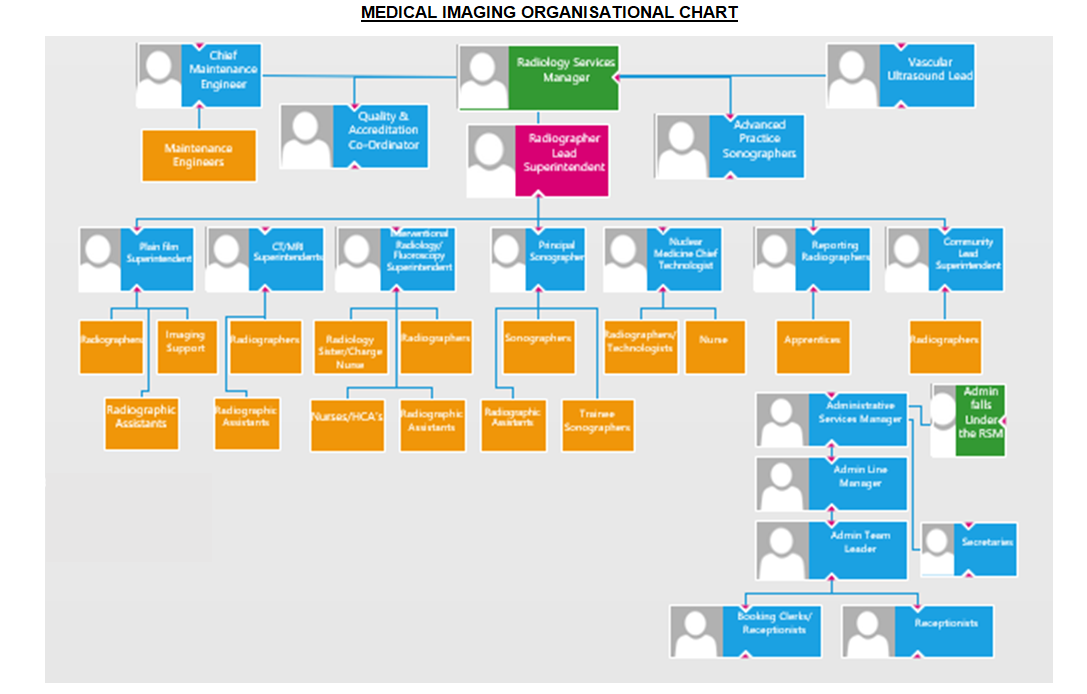 MEDICAL IMAGING ORGANISATIONAL CHART
Chief
Maintenance
Engineer
Radiology Services
Manager
Vascular
Ultrasound Lead
Quality &
Accreditation
Co-Ordinator
Advanced
Practice
Sonographers
Maintenance
Engineers
Radiographer
Lead
Superintendent
Plain film
Superintendent
CT/MRI
Superintendents
Interventional
Radiology/
Fluoroscopy
Superintendent
Principal
Sonographer
Nuclear
Medicine Chief
Technologist
Reporting
Radiographers
Community
Lead
Superintendent
Radiographers
Imaging
Support
Radiographers
Radiology
Sister/Charge
Nurse
Radiographers
Sonographers
Radiographers/
Technologists
Nurse
Apprentices
Radiographers
Radiographic
Assistants
Radiographic
Assistants
Nurses/HCA's
Radiographic
Assistants
Radiographic
Assistants
Trainee
Sonographers
Administrative
Services Manager
Admin
falls
Under
the RSM
Admin Line
Manager
Admin Team
Leader
Secretaries
Booking Clerks/
Receptionists
Receptionists